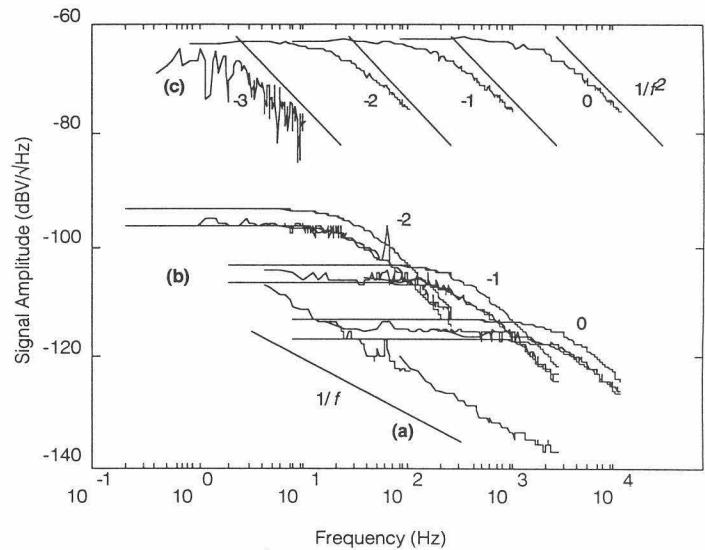 -60
-80
-100
-120
-140
Signal Amplitude (dBV/√Hz)
(c)
-3
-2
-1
0
1/f²
-2
(b)
-1
0
1/f
(a)
-1 0 1 2 3 4
10 10 10 10 10 10
Frequency (Hz)